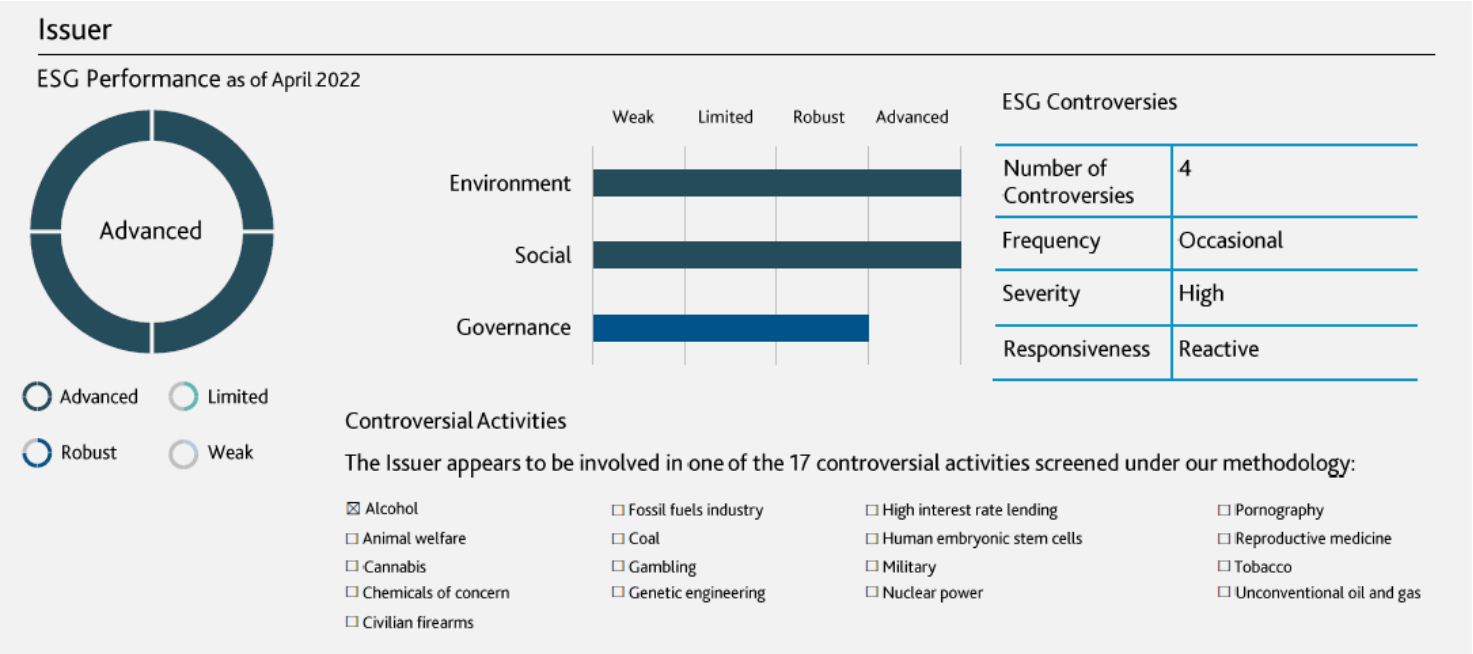 Issuer
ESG Performance as of April 2022
Advanced
Advanced
Limited
Robust
Weak
Weak Limited Robust Advanced
Environment
Social
Governance
ESG Controversies
Number of
Controversies
4
Frequency
Occasional
Severity
High
Responsiveness
Reactive
Controversial Activities
The Issuer appears to be involved in one of the 17 controversial activities screened under our methodology:
☒ Alcohol
☐ Animal welfare
☐ Cannabis
☐ Chemicals of concern
☐ Civilian firearms
☐ Fossil fuels industry
☐ Coal
☐ Gambling
☐ Genetic engineering
☐ High interest rate lending
☐ Human embryonic stem cells
☐ Military
☐ Nuclear power
☐ Pornography
☐ Reproductive medicine
☐ Tobacco
☐ Unconventional oil and gas